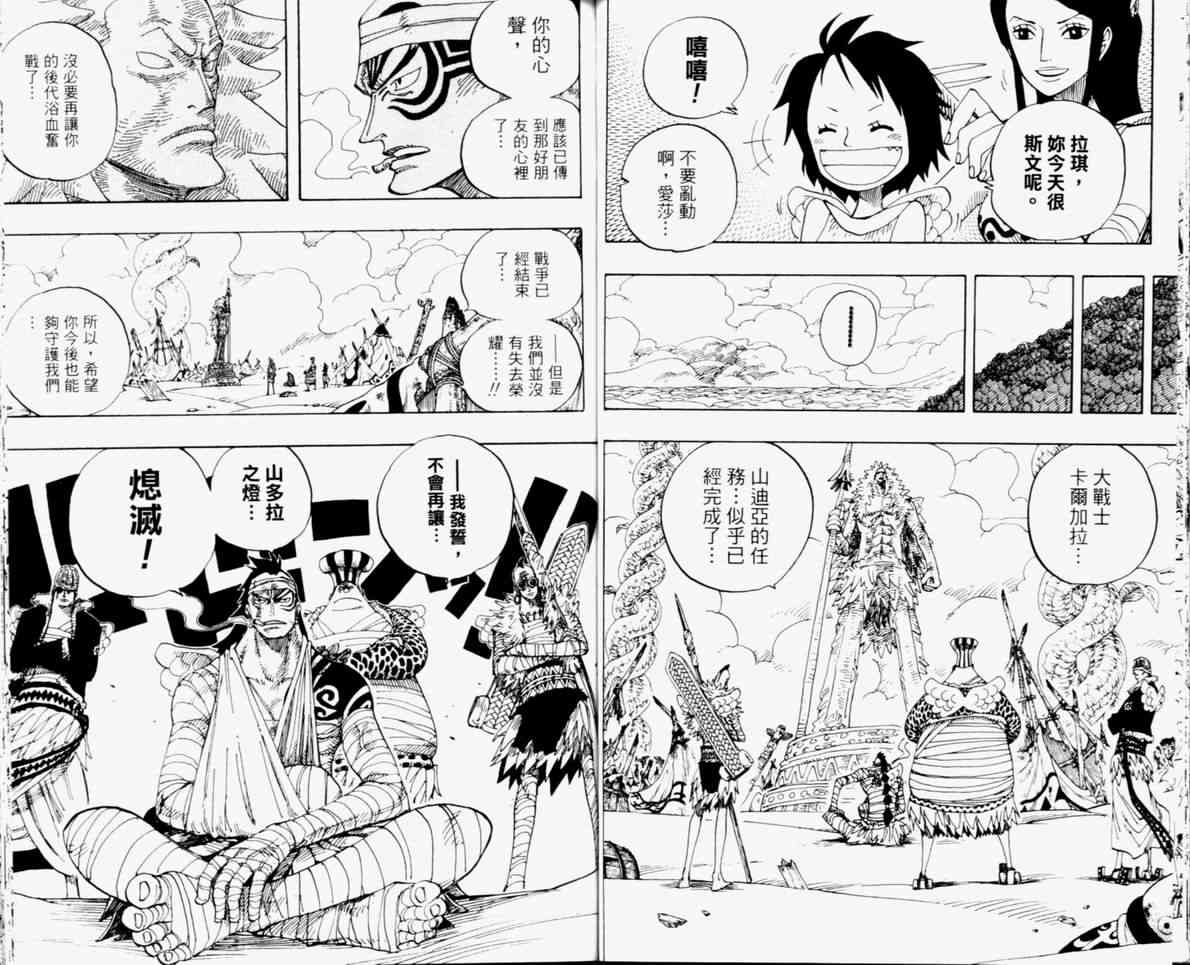 拉琪，
妳今天很
斯文呢。
嘻嘻！
不要亂動
啊，愛莎…
…………
大戰士
卡爾加拉…
山迪亞的任
務…似乎已
經完成了…
你的心
聲，
應該已傳
到那好朋
友的心裡
了…
沒必要再讓你
的後代浴血奮
戰了…
戰爭已
經結束
了…
——但是
我們並沒
有失去榮
耀……!!
所以，希望
你今後也能
夠守護我們
…
——我發誓，
不會再讓…
山多拉
之燈…
熄滅！